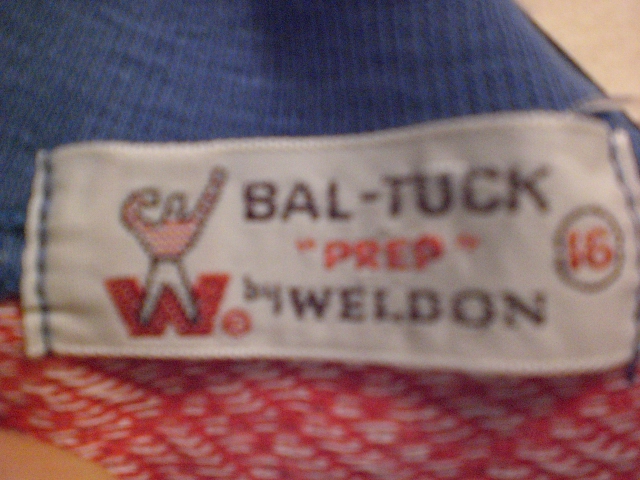 BAL-TUCK
"PREP"
16
by WELDON
W ®